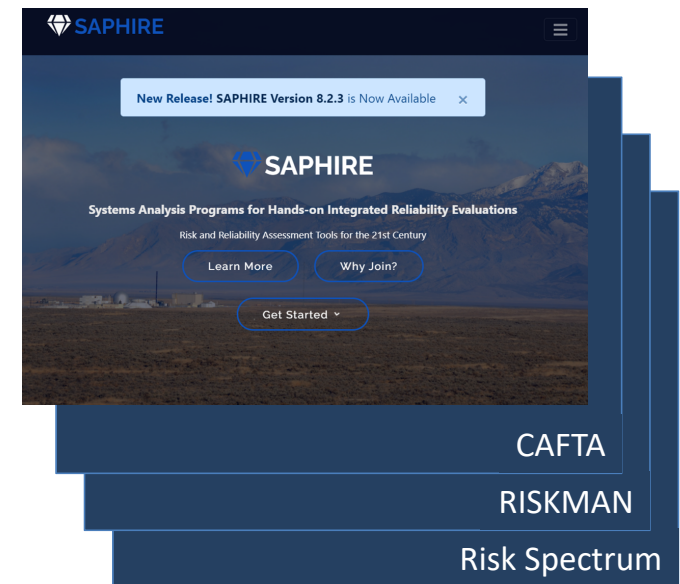 SAPHIRE
New Release! SAPHIRE Version 8.2.3 is Now Available ×
SAPHIRE
Systems Analysis Programs for Hands-on Integrated Reliability Evaluations
Risk and Reliability Assessment Tools for the 21st Century
Learn More Why Join?
Get Started
CAFTA
RISKMAN
Risk Spectrum